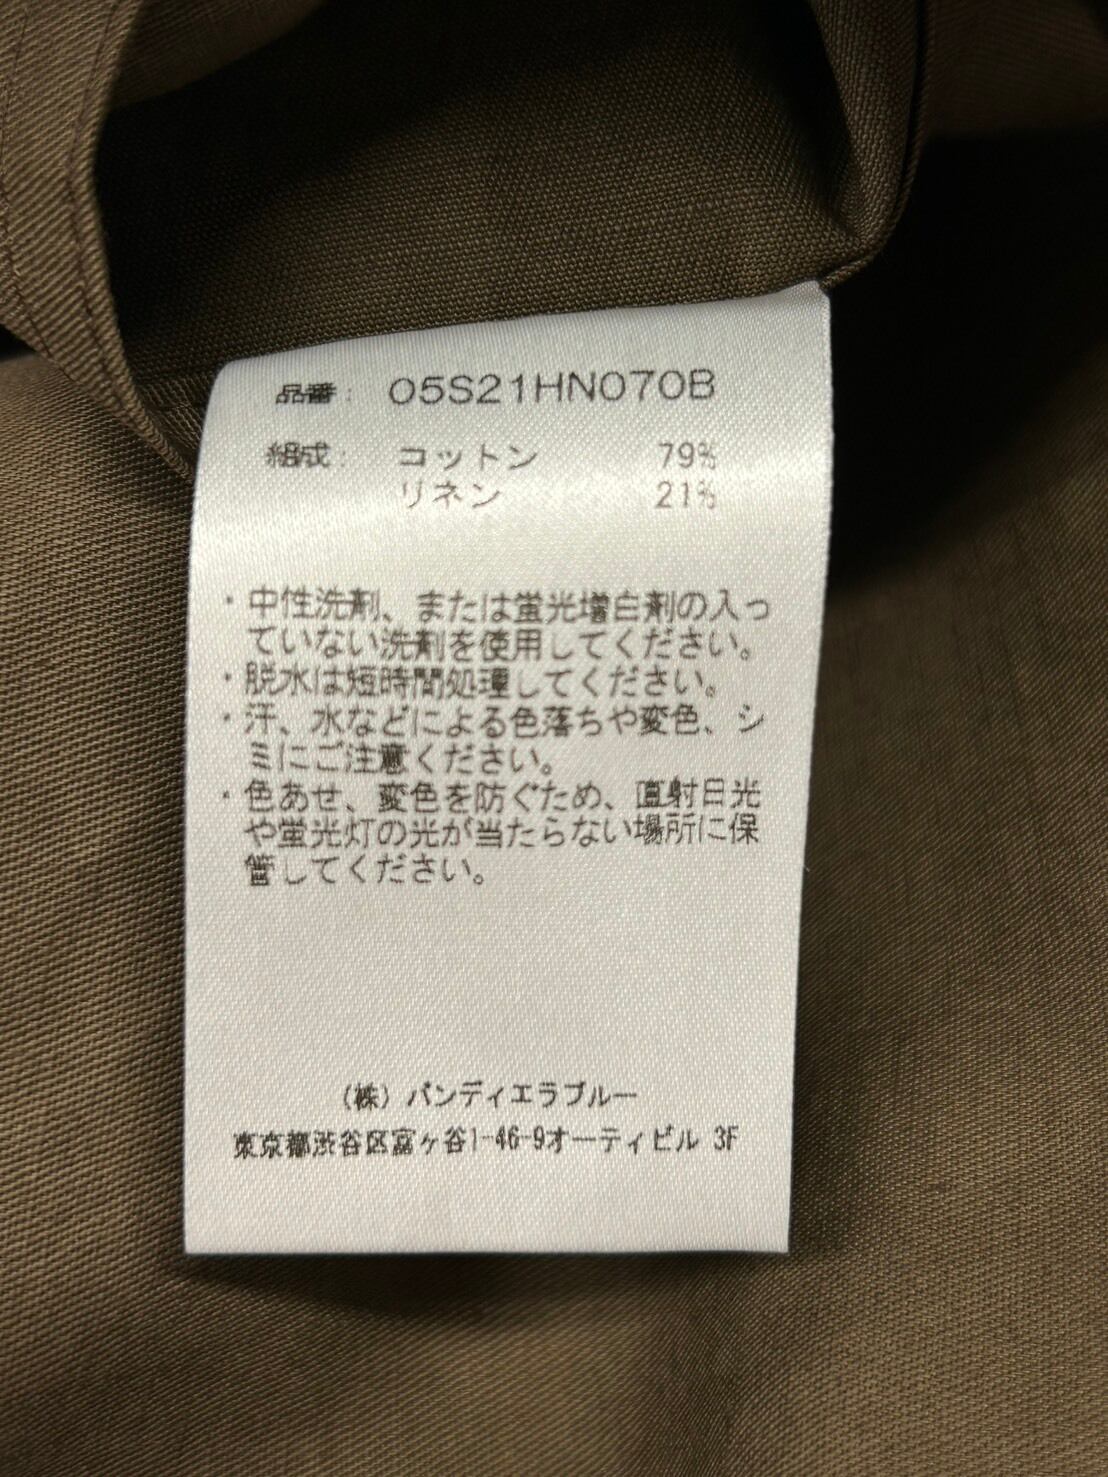 品番: 05S21HN070B
組成: コットン 79%
リネン 21%
・中性洗剤、または蛍光増白剤の入っ
ていない洗剤を使用してください。
・脱水は短時間処理してください。
・汗、水などによる色落ちや変色、シ
ミにご注意ください。
・色あせ、変色を防ぐため、直射日光
や蛍光灯の光が当たらない場所に保
管してください。
(株) バンディエラブルー
東京都渋谷区富ヶ谷1-46-9オーティビル 3F